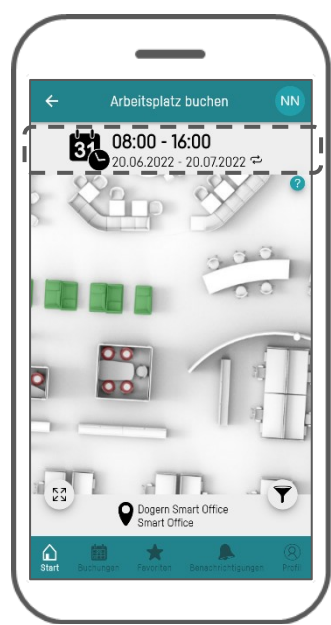 Arbeitsplatz buchen
NN
31
08:00 - 16:00
20.06.2022 - 20.07.2022
?
Dogern Smart Office
Smart Office
Start
Buchungen
Favoriten
Benachrichtigungen
Profil